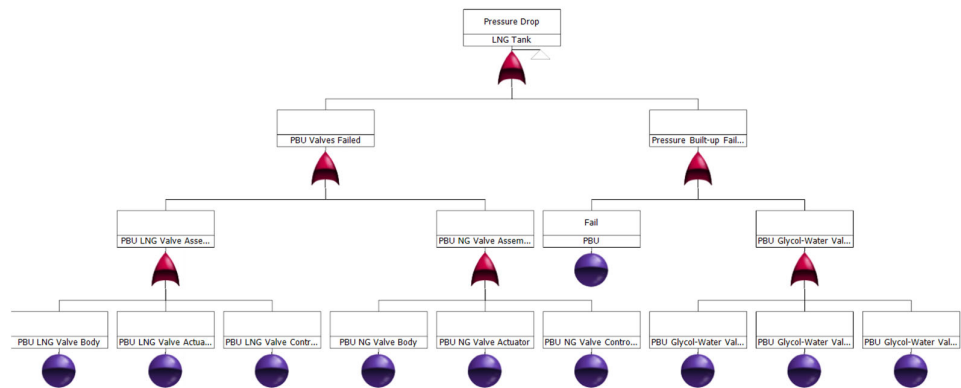 Pressure Drop
LNG Tank
PBU Valves Failed
Pressure Built-up Fail...
PBU LNG Valve Asse...
PBU NG Valve Assem...
Fail
PBU
PBU Glycol-Water Val...
PBU LNG Valve Body
PBU LNG Valve Actua...
PBU LNG Valve Contr...
PBU NG Valve Body
PBU NG Valve Actuator
PBU NG Valve Contro...
PBU Glycol-Water Val...
PBU Glycol-Water Val...
PBU Glycol-Water Val...